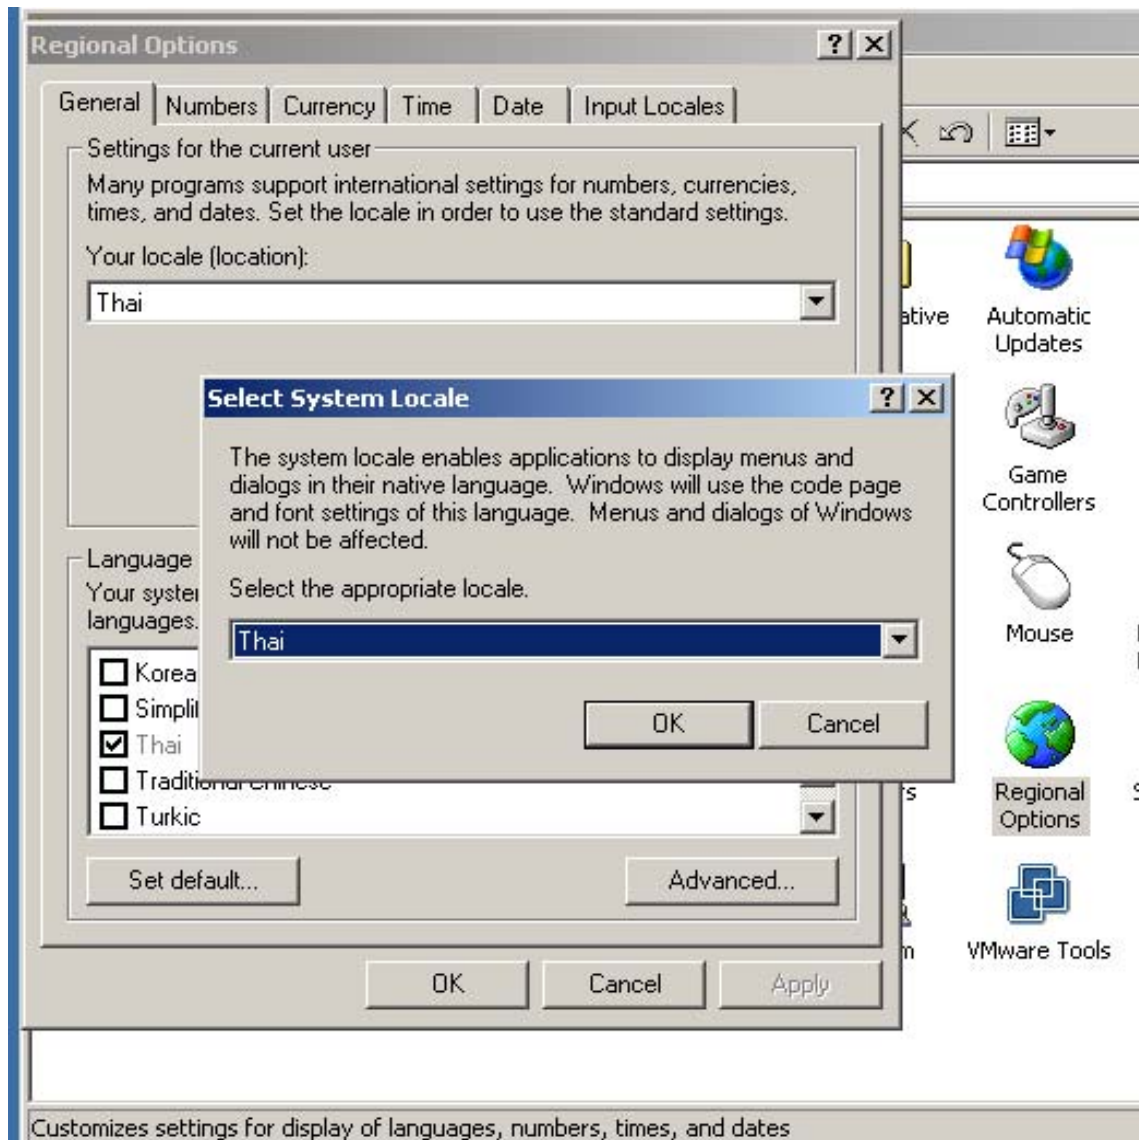 Regional Options
General Numbers Currency Time Date Input Locales
Settings for the current user
Many programs support international settings for numbers, currencies,
times, and dates. Set the locale in order to use the standard settings.
Your locale (location):
Thai
Select System Locale
The system locale enables applications to display menus and
dialogs in their native language. Windows will use the code page
and font settings of this language. Menus and dialogs of Windows
will not be affected.
Select the appropriate locale.
Thai
OK Cancel
Language
Your system
languages.
Korea
Simplif
Thai
Traditional Chinese
Turkic
Set default... Advanced...
OK Cancel Apply
ative
Automatic
Updates
Game
Controllers
Mouse
Regional
Options
VMware Tools
Customizes settings for display of languages, numbers, times, and dates